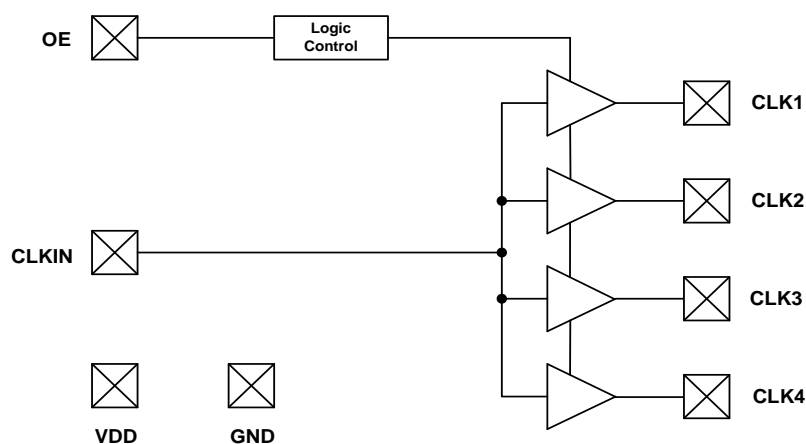 OE
Logic
Control
CLK1
CLK2
CLKIN
CLK3
CLK4
VDD
GND